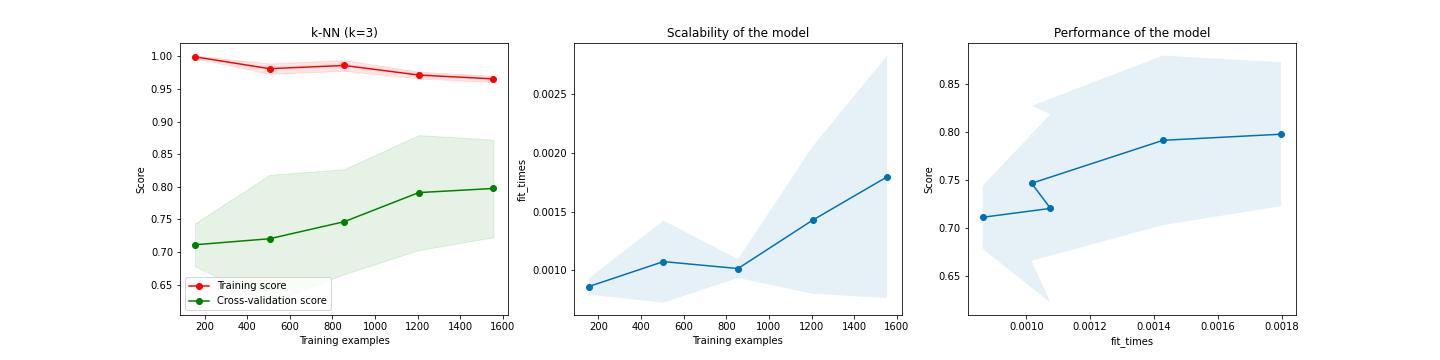 k-NN (k=3)
1.00
0.95
0.90
0.85
0.80
0.75
0.70
0.65
Score
Training score
Cross-validation score
200 400 600 800 1000 1200 1400 1600
Training examples
Scalability of the model
0.0025
0.0020
0.0015
0.0010
fit_times
200 400 600 800 1000 1200 1400 1600
Training examples
Performance of the model
0.85
0.80
0.75
0.70
0.65
Score
0.0010 0.0012 0.0014 0.0016 0.0018
fit_times